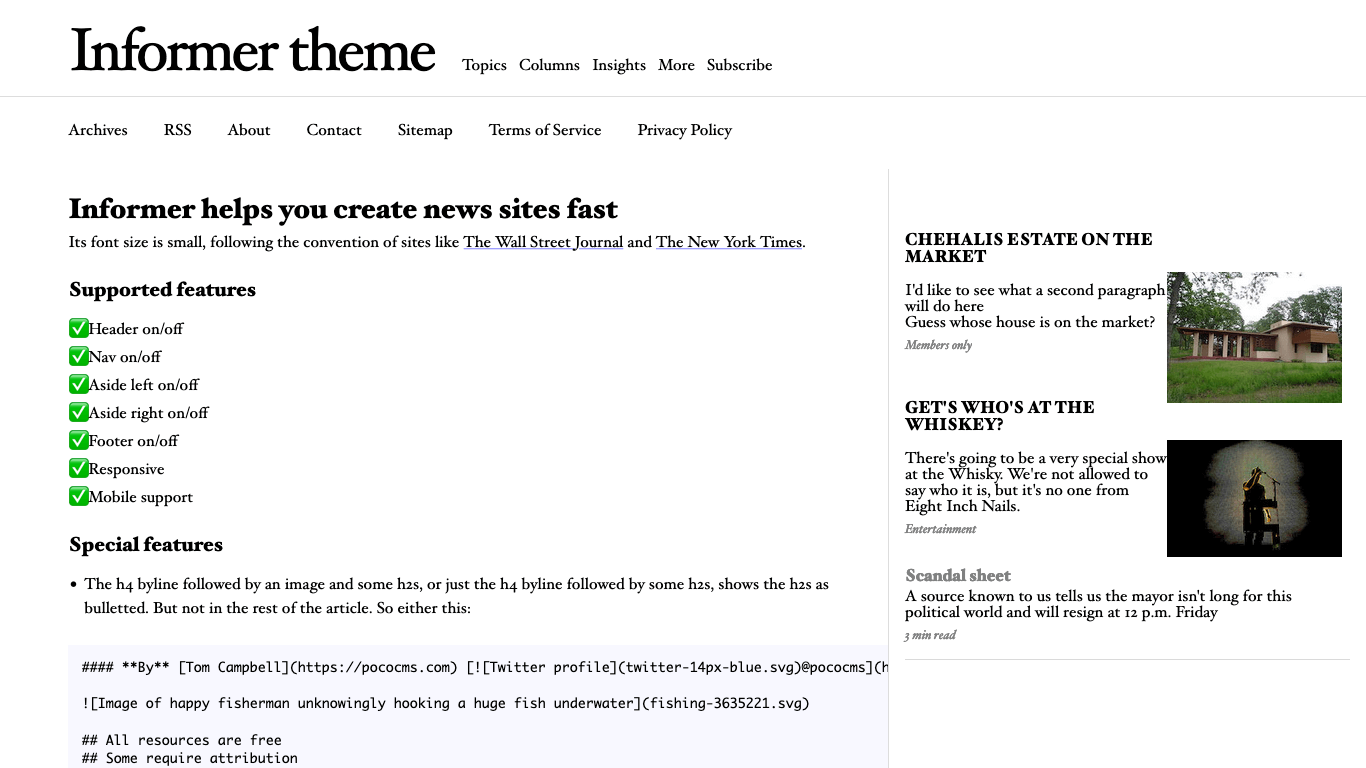 Informer theme
Topics Columns Insights More Subscribe
Archives RSS About Contact Sitemap Terms of Service Privacy Policy
Informer helps you create news sites fast
Its font size is small, following the convention of sites like The Wall Street Journal and The New York Times.
Supported features
✅Header on/off
✅Nav on/off
✅Aside left on/off
✅Aside right on/off
✅Footer on/off
✅Responsive
✅Mobile support
Special features
• The h4 byline followed by an image and some h2s, or just the h4 byline followed by some h2s, shows the h2s as
bulletted. But not in the rest of the article. So either this:
#### **By** [Tom Campbell](https://pococms.com) [![Twitter profile](twitter-14px-blue.svg)@pococms](h
![Image of happy fisherman unknowingly hooking a huge fish underwater](fishing-3635221.svg)
## All resources are free
## Some require attribution
CHEHALIS ESTATE ON THE
MARKET
I'd like to see what a second paragraph
will do here
Guess whose house is on the market?
Members only
GET'S WHO'S AT THE
WHISKEY?
There's going to be a very special show
at the Whisky. We're not allowed to
say who it is, but it's no one from
Eight Inch Nails.
Entertainment
Scandal sheet
A source known to us tells us the mayor isn't long for this
political world and will resign at 12 p.m. Friday
3 min read